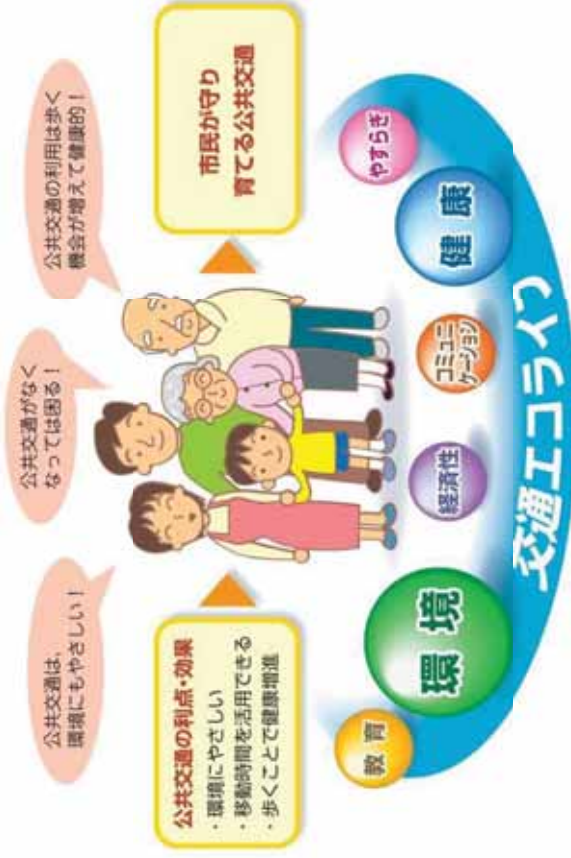 公共交通は、
環境にもやさしい！
公共交通がなく
なっては困る！
公共交通の利用は歩く
機会が増えて健康的！
公共交通の利点・効果
・環境にやさしい
・移動時間を活用できる
・歩くことで健康増進
市民が守り
育てる公共交通
教育
環境
経済性
コミュニ
ケーション
健康
やすらぎ
交通エコライフ